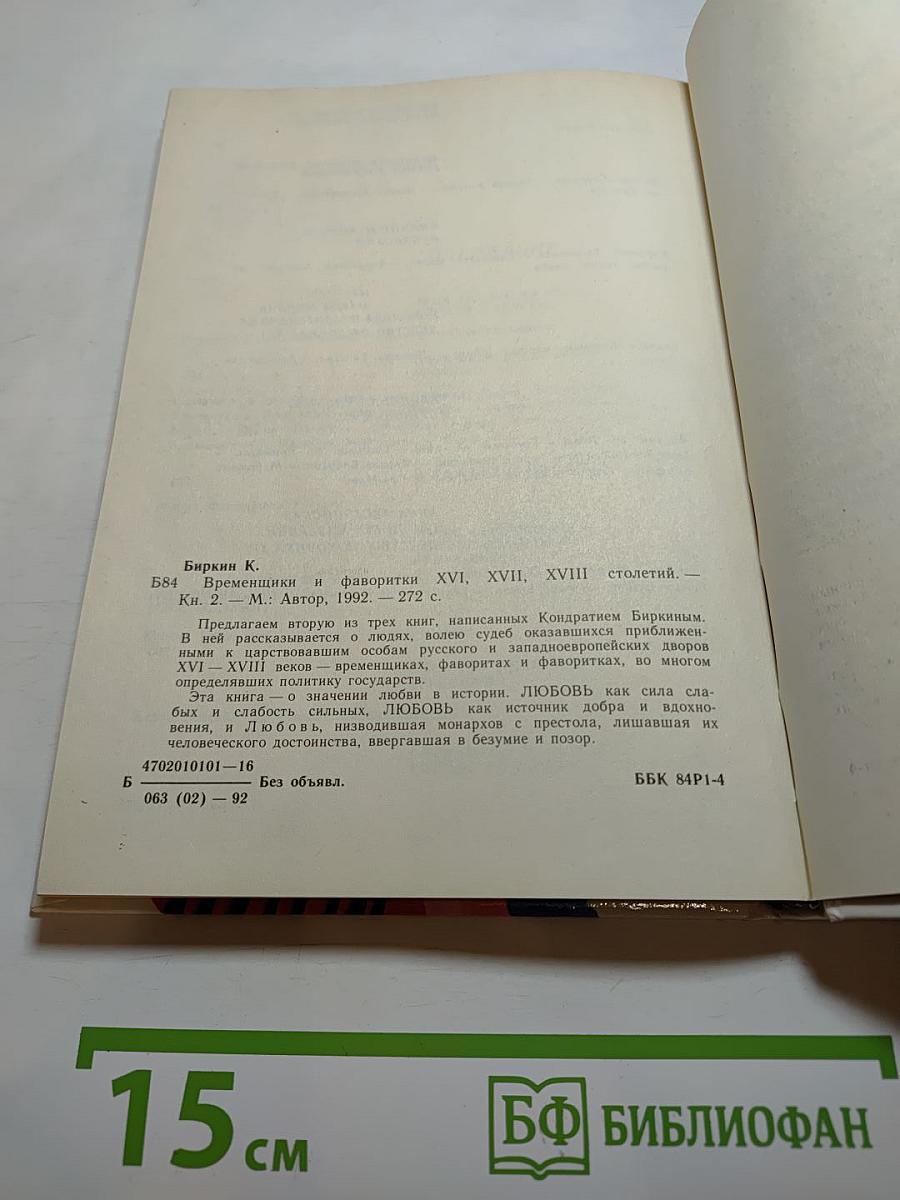 Биркин К.
Б84 Временщики и фаворитки XVI, XVII, XVIII столетий. —
Кн. 2. — М.: Автор, 1992. — 272 с.
Предлагаем вторую из трех книг, написанных Кондратием Биркиным.
В ней рассказывается о людях, волею судеб оказавшихся приближен-
ными к царствовавшим особам русского и западноевропейских дворов
XVI — XVIII веков — временщиках, фаворитах и фаворитках, во многом
определявших политику государств.
Эта книга — о значении любви в истории. ЛЮБОВЬ как сила сла-
бых и слабость сильных, ЛЮБОВЬ как источник добра и вдохно-
вения, и Любовь, низводившая монархов с престола, лишавшая их
человеческого достоинства, ввергавшая в безумие и позор.
4702010101—16
Б Без объявл.
063 (02) — 92
ББК 84Р1-4
15 см
БФ БИБЛИОФАН